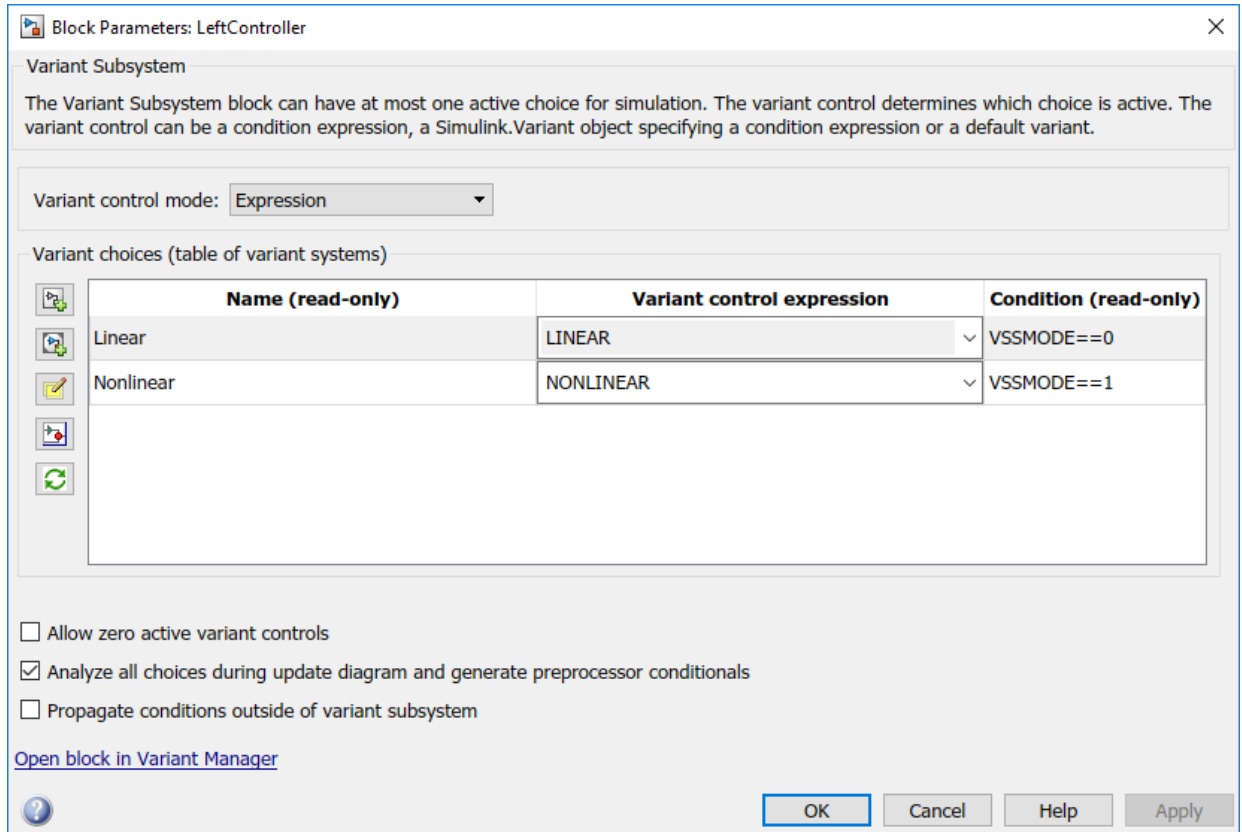 Block Parameters: LeftController
Variant Subsystem
The Variant Subsystem block can have at most one active choice for simulation. The variant control determines which choice is active. The
variant control can be a condition expression, a Simulink.Variant object specifying a condition expression or a default variant.
Variant control mode: Expression
Variant choices (table of variant systems)
Name (read-only) Variant control expression Condition (read-only)
Linear LINEAR VSSMODE==0
Nonlinear NONLINEAR VSSMODE==1
Allow zero active variant controls
Analyze all choices during update diagram and generate preprocessor conditionals
Propagate conditions outside of variant subsystem
Open block in Variant Manager
? OK Cancel Help Apply